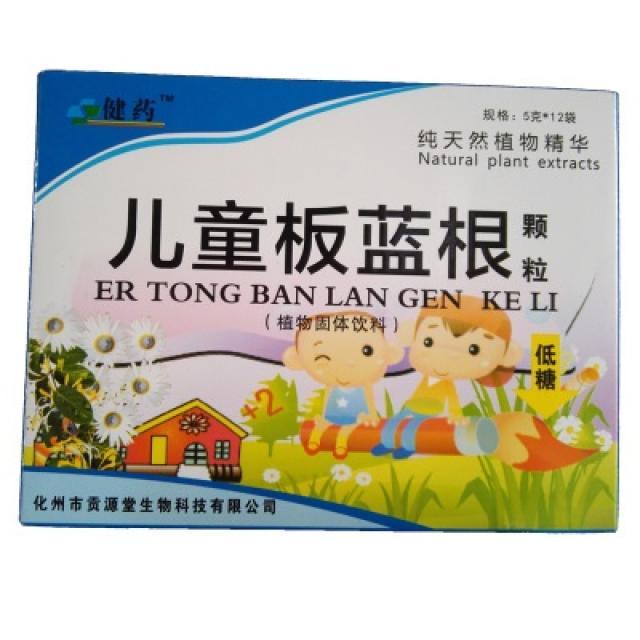 健药™
规格：5克*12袋
纯天然植物精华
Natural plant extracts
儿童板蓝根颗粒
ER TONG BAN LAN GEN KE LI
（植物固体饮料）
低糖
+2
化州市贡源堂生物科技有限公司